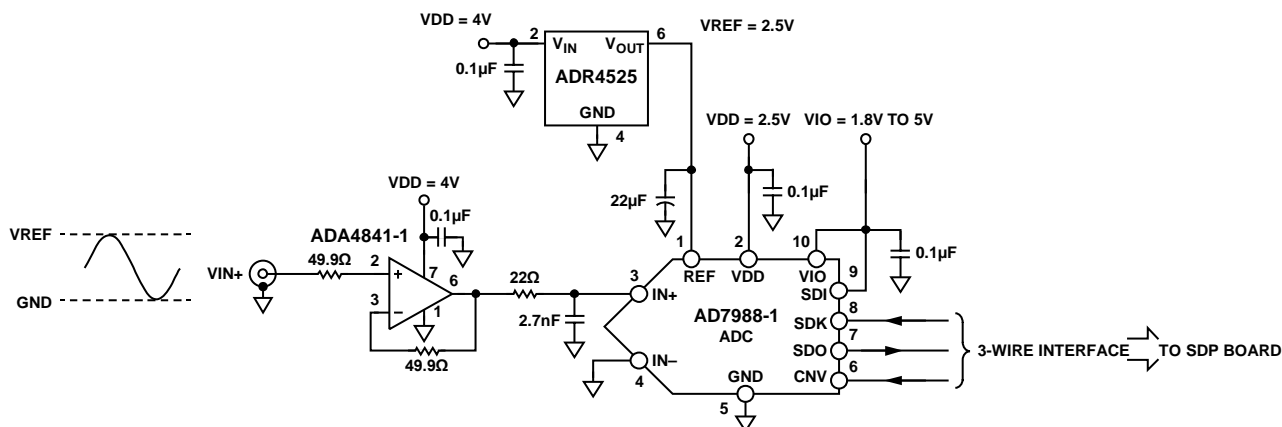 VDD = 4V
2
6
VREF = 2.5V
VIN
VOUT
0.1µF
ADR4525
GND
4
VDD = 2.5V
VIO = 1.8V TO 5V
VDD = 4V
22µF
0.1µF
0.1µF
VREF
ADA4841-1
1
2
10
0.1µF
REF
VDD
VIO
9
VIN+
49.9Ω
2
+
7
6
22Ω
3
IN+
SDI
GND
3
−
1
2.7nF
AD7988-1
ADC
8
SDK
7
SDO
3-WIRE INTERFACE
TO SDP BOARD
49.9Ω
IN−
4
GND
5
6
CNV